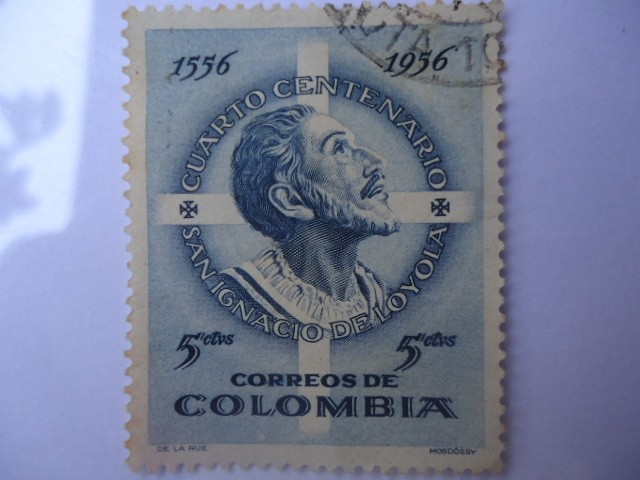 1556 1956
CUARTO CENTENARIO
SAN IGNACIO DE LOYOLA
5 ctvs 5 ctvs
CORREOS DE
COLOMBIA
DE LA RUE MOSDÓSSY